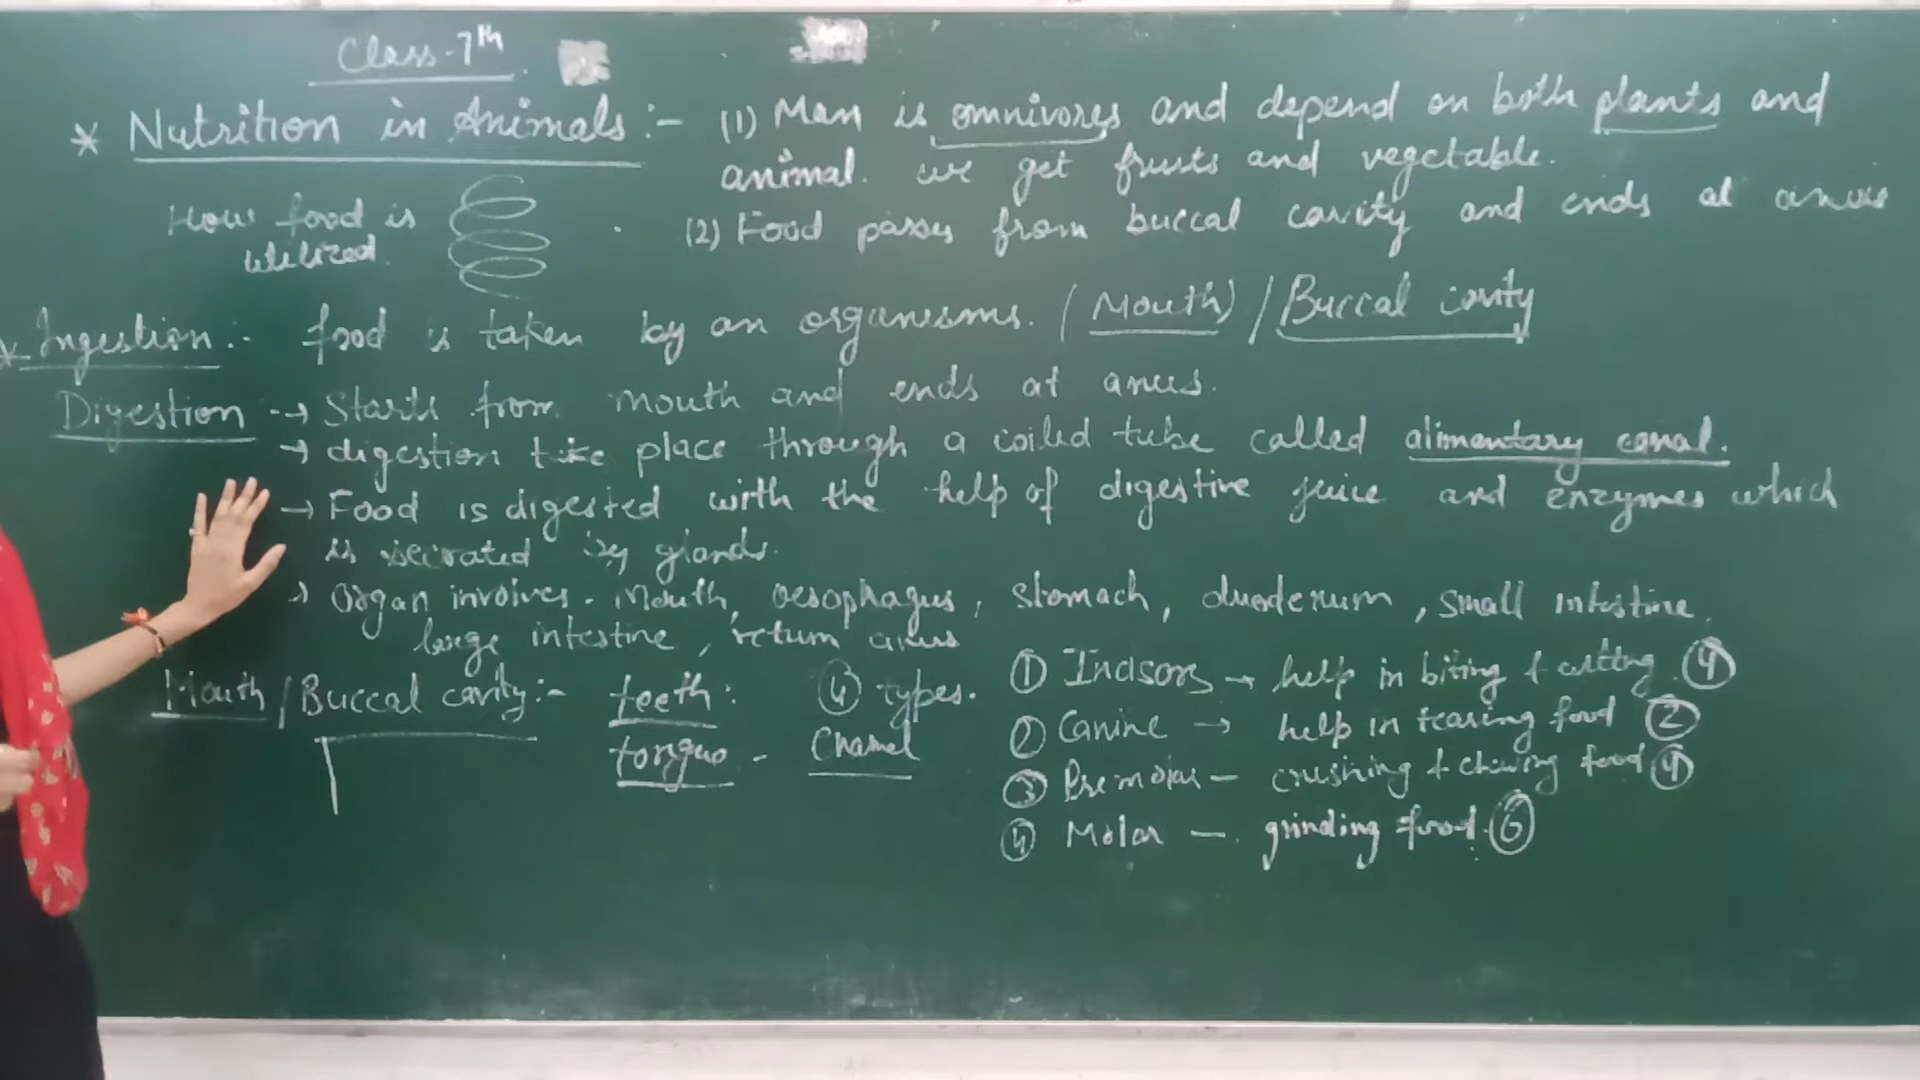 Class-7th
* Nutrition in Animals :-
How food is
utilized.
(1) Man is omnivores and depend on both plants and
animal. we get fruits and vegetable.
(2) Food passes from buccal cavity and ends at anus
* Ingestion :- food is taken by an organisms. (Mouth) / Buccal cavity
Digestion --> Starts from mouth and ends at anus.
→ digestion take place through a coiled tube called alimentary canal.
→ Food is digested with the help of digestive juice and enzymes which
is secrated by glands.
→ Organ involves - Mouth, oesophagus, stomach, duodenum, small intestine,
large intestine, retum anus
Mouth / Buccal cavity :- teeth : ④ types.
tongue - Channel
① Incisors → help in biting & cutting ④
② Canine → help in tearing food ②
③ Premolar — crushing & chewing food ④
④ Molar — grinding food. ⑥